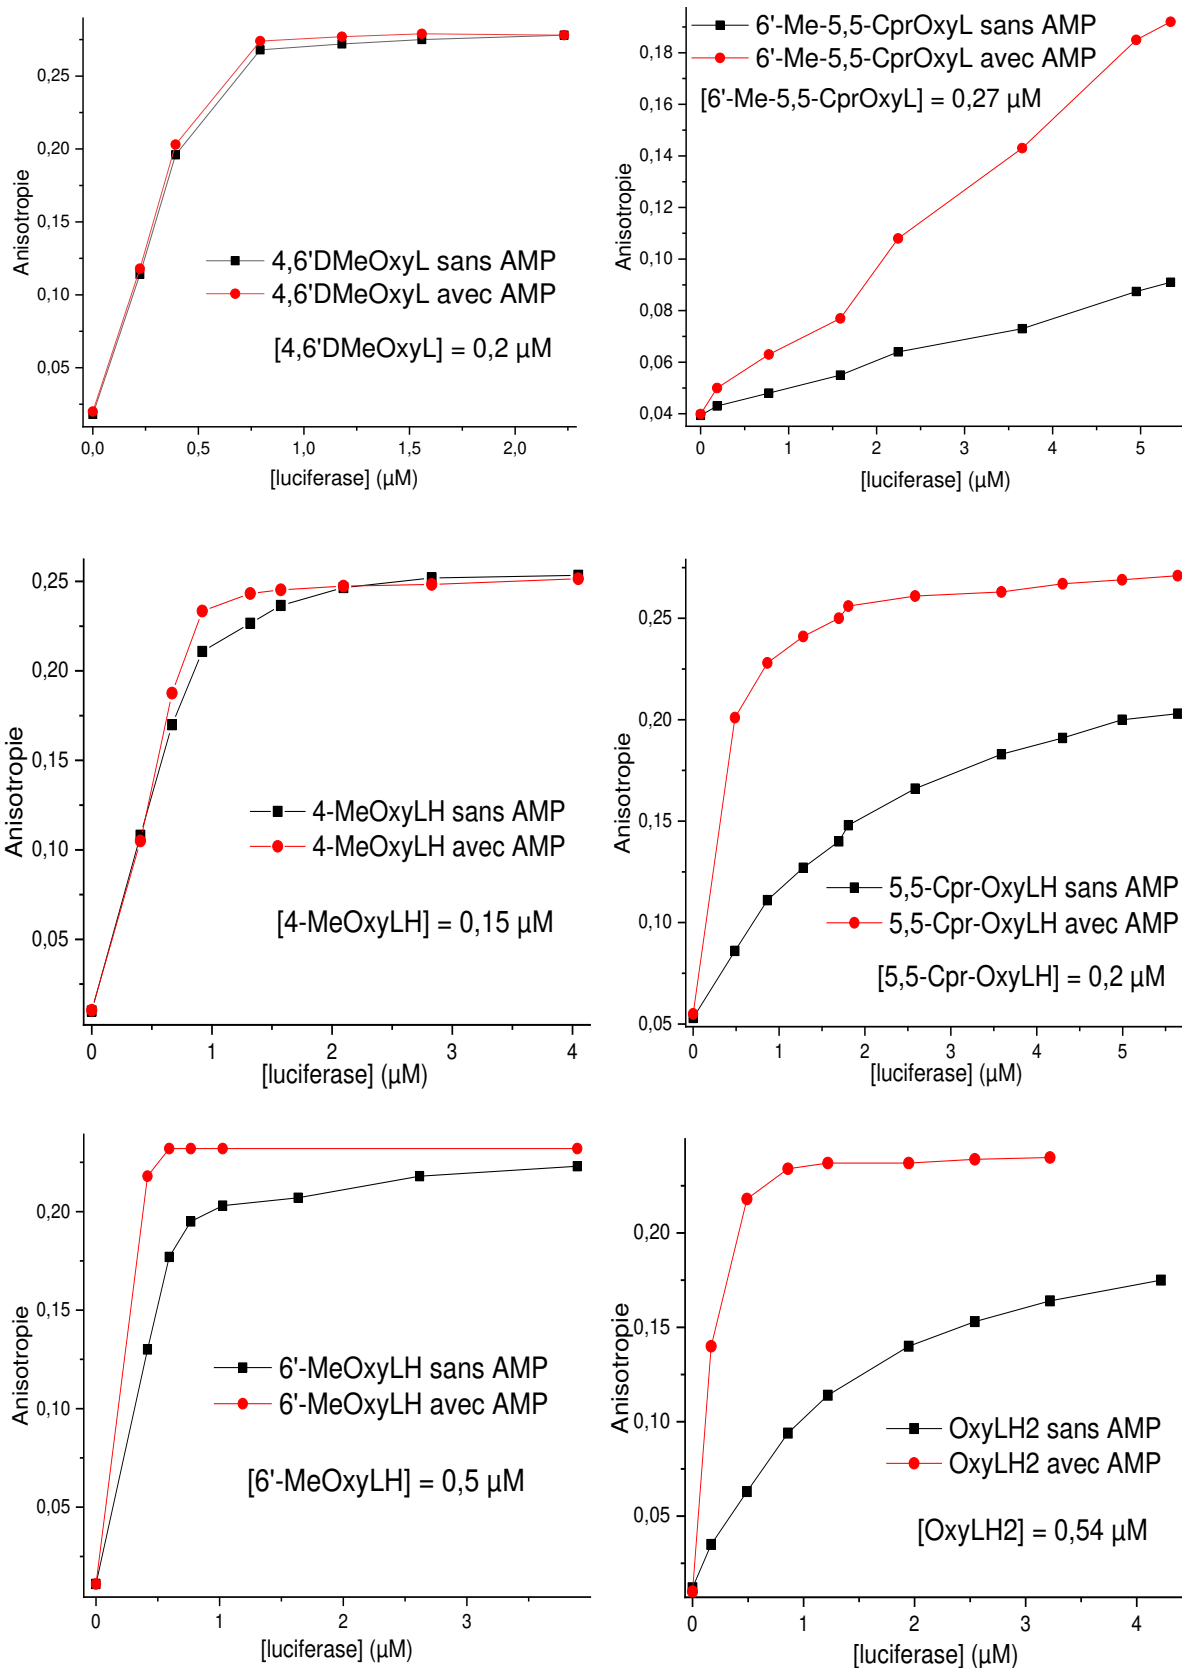 0,25
0,20
0,15
0,10
0,05
Anisotropie
4,6'DMeOxyL sans AMP
4,6'DMeOxyL avec AMP
[4,6'DMeOxyL] = 0,2 µM
0,0 0,5 1,0 1,5 2,0
[luciferase] (µM)
0,18
0,16
0,14
0,12
0,10
0,08
0,06
0,04
Anisotropie
6'-Me-5,5-CprOxyL sans AMP
6'-Me-5,5-CprOxyL avec AMP
[6'-Me-5,5-CprOxyL] = 0,27 µM
0 1 2 3 4 5
[luciferase] (µM)
0,25
0,20
0,15
0,10
0,05
Anisotropie
4-MeOxyLH sans AMP
4-MeOxyLH avec AMP
[4-MeOxyLH] = 0,15 µM
0 1 2 3 4
[luciferase] (µM)
0,25
0,20
0,15
0,10
0,05
Anisotropie
5,5-Cpr-OxyLH sans AMP
5,5-Cpr-OxyLH avec AMP
[5,5-Cpr-OxyLH] = 0,2 µM
0 1 2 3 4 5
[luciferase] (µM)
0,20
0,15
0,10
0,05
Anisotropie
6'-MeOxyLH sans AMP
6'-MeOxyLH avec AMP
[6'-MeOxyLH] = 0,5 µM
0 1 2 3
[luciferase] (µM)
0,20
0,15
0,10
0,05
Anisotropie
OxyLH2 sans AMP
OxyLH2 avec AMP
[OxyLH2] = 0,54 µM
0 1 2 3 4
[luciferase] (µM)